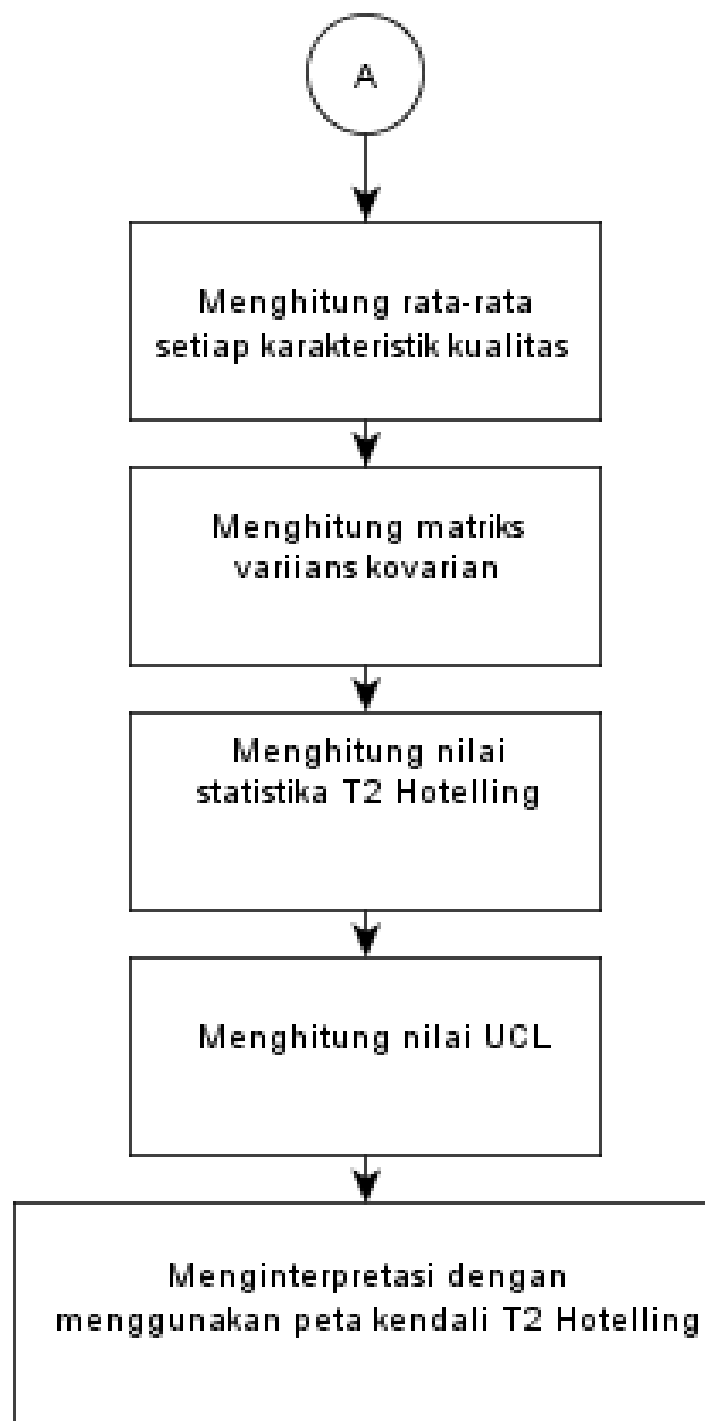 A
Menghitung rata-rata
setiap karakteristik kualitas
Menghitung matriks
variians kovarian
Menghitung nilai
statistika T2 Hotelling
Menghitung nilai UCL
Menginterpretasi dengan
menggunakan peta kendali T2 Hotelling